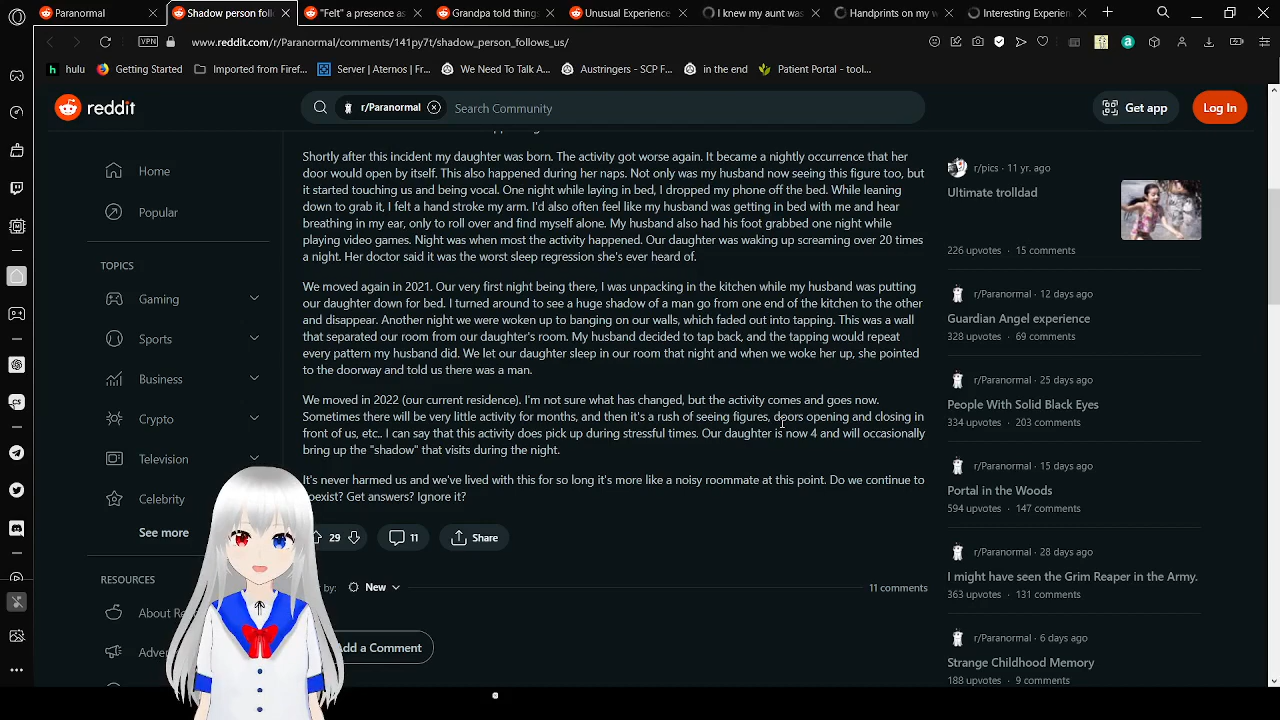 Paranormal
Shadow person foll
"Felt" a presence as
Grandpa told things
Unusual Experience
I knew my aunt was
Handprints on my w
Interesting Experien
VPN
www.reddit.com/r/Paranormal/comments/141py7t/shadow_person_follows_us/
hulu
Getting Started
Imported from Firef...
Server | Aternos | Fr...
We Need To Talk A...
Austringers - SCP F...
in the end
Patient Portal - tool...
reddit
r/Paranormal
Search Community
Get app
Log In
Home
Popular
TOPICS
Gaming
Sports
Business
Crypto
Television
Celebrity
See more
RESOURCES
About Re
Adver
Shortly after this incident my daughter was born. The activity got worse again. It became a nightly occurrence that her
door would open by itself. This also happened during her naps. Not only was my husband now seeing this figure too, but
it started touching us and being vocal. One night while laying in bed, I dropped my phone off the bed. While leaning
down to grab it, I felt a hand stroke my arm. I'd also often feel like my husband was getting in bed with me and hear
breathing in my ear, only to roll over and find myself alone. My husband also had his foot grabbed one night while
playing video games. Night was when most the activity happened. Our daughter was waking up screaming over 20 times
a night. Her doctor said it was the worst sleep regression she's ever heard of.
We moved again in 2021. Our very first night being there, I was unpacking in the kitchen while my husband was putting
our daughter down for bed. I turned around to see a huge shadow of a man go from one end of the kitchen to the other
and disappear. Another night we were woken up to banging on our walls, which faded out into tapping. This was a wall
that separated our room from our daughter's room. My husband decided to tap back, and the tapping would repeat
every pattern my husband did. We let our daughter sleep in our room that night and when we woke her up, she pointed
to the doorway and told us there was a man.
We moved in 2022 (our current residence). I'm not sure what has changed, but the activity comes and goes now.
Sometimes there will be very little activity for months, and then it's a rush of seeing figures, doors opening and closing in
front of us, etc.. I can say that this activity does pick up during stressful times. Our daughter is now 4 and will occasionally
bring up the "shadow" that visits during the night.
It's never harmed us and we've lived with this for so long it's more like a noisy roommate at this point. Do we continue to
oexist? Get answers? Ignore it?
29
11
Share
by:
New
11 comments
Add a Comment
r/pics • 11 yr. ago
Ultimate trolldad
226 upvotes • 15 comments
r/Paranormal • 12 days ago
Guardian Angel experience
328 upvotes • 69 comments
r/Paranormal • 25 days ago
People With Solid Black Eyes
334 upvotes • 203 comments
r/Paranormal • 15 days ago
Portal in the Woods
594 upvotes • 147 comments
r/Paranormal • 28 days ago
I might have seen the Grim Reaper in the Army.
363 upvotes • 131 comments
r/Paranormal • 6 days ago
Strange Childhood Memory
188 upvotes • 9 comments